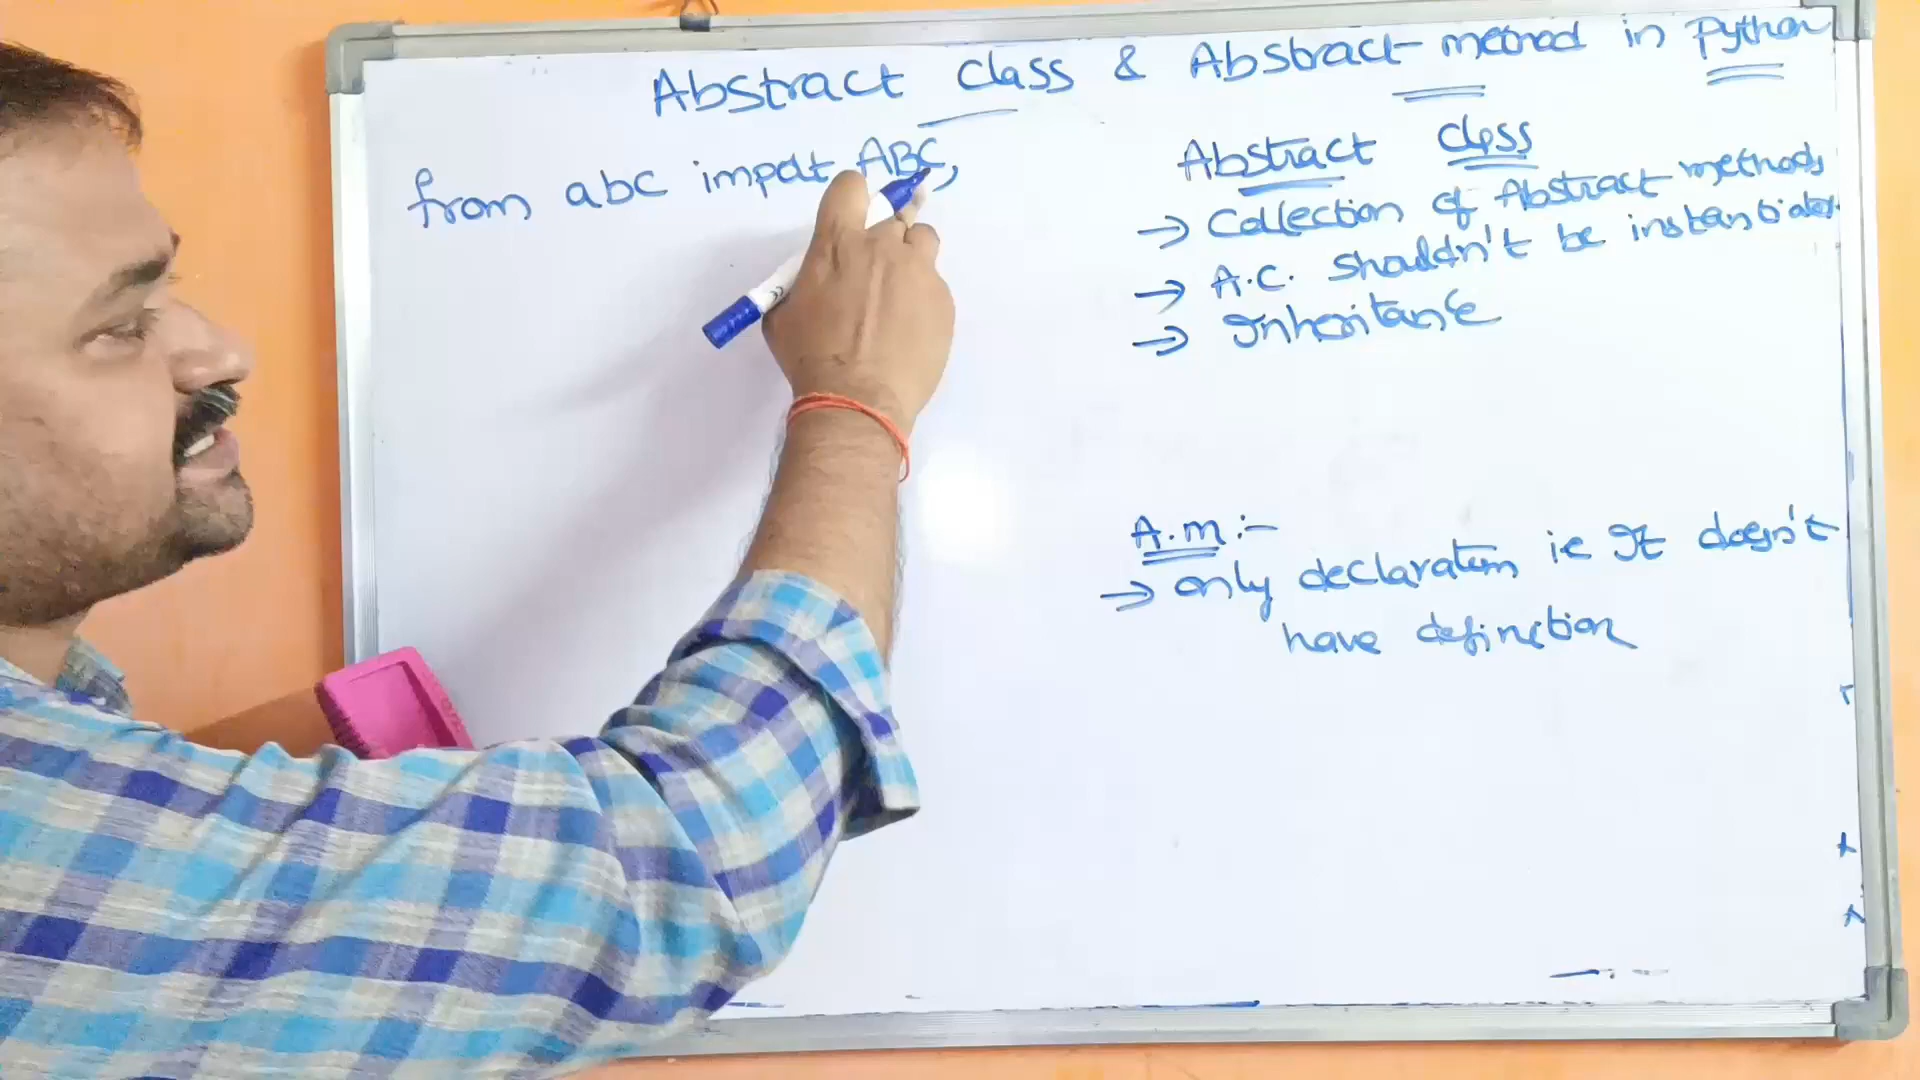 Abstract class & Abstract method in Python
from abc import ABC,
Abstract class
→ Collection of Abstract methods
→ A.C. shouldn't be instantiated
→ Inheritance
A.M :-
→ only declaration ie It doesn't
have definition